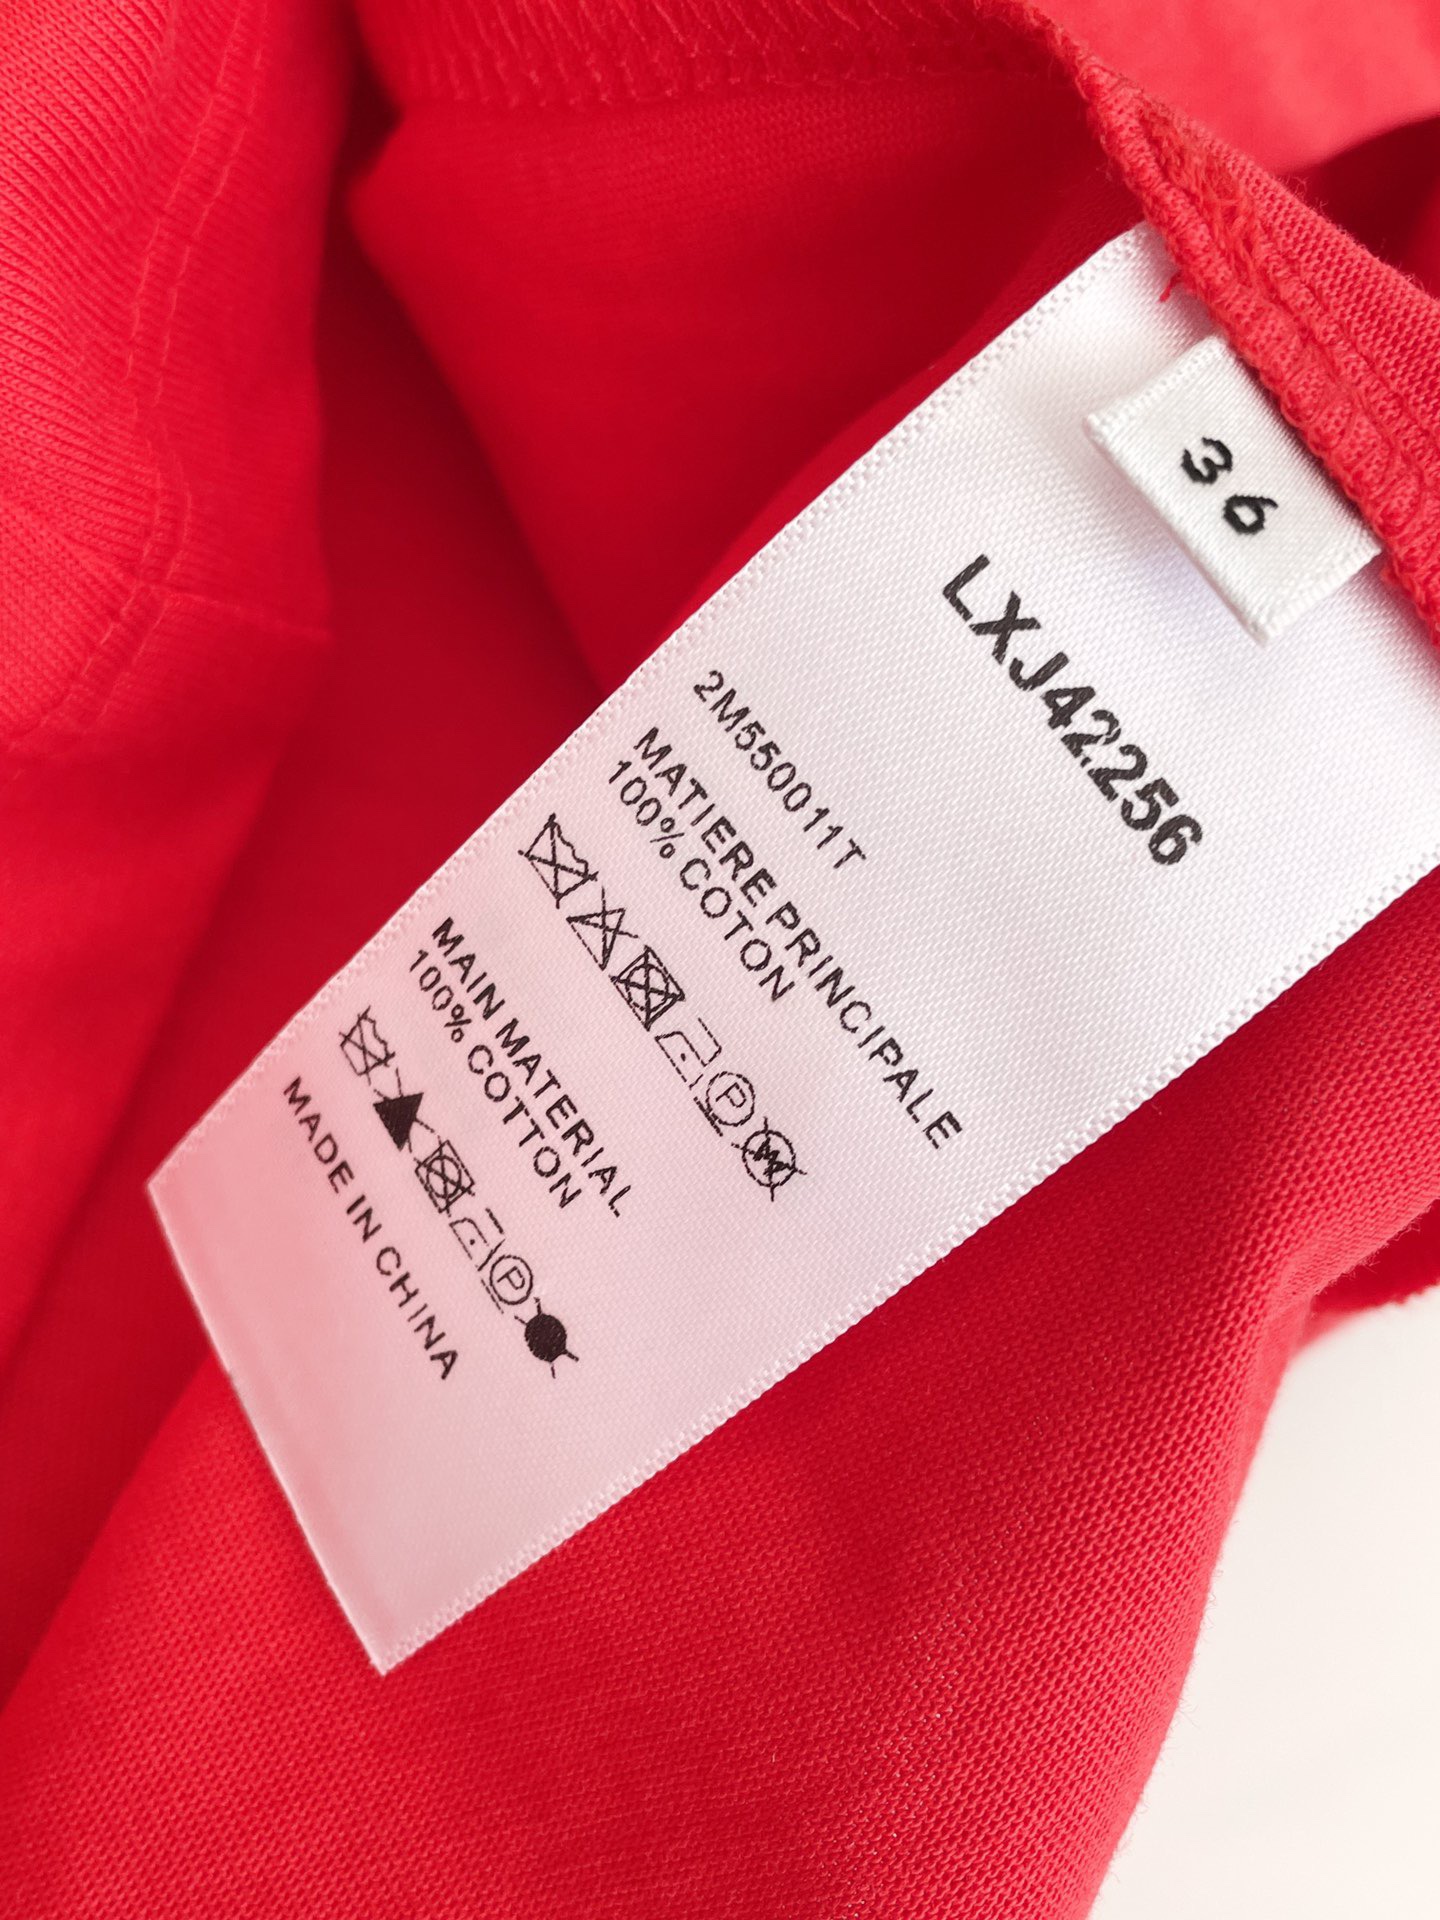 36
LXJ42256
2M550011T
MATIERE PRINCIPALE
100% COTON
P W
MAIN MATERIAL
100% COTTON
P
MADE IN CHINA